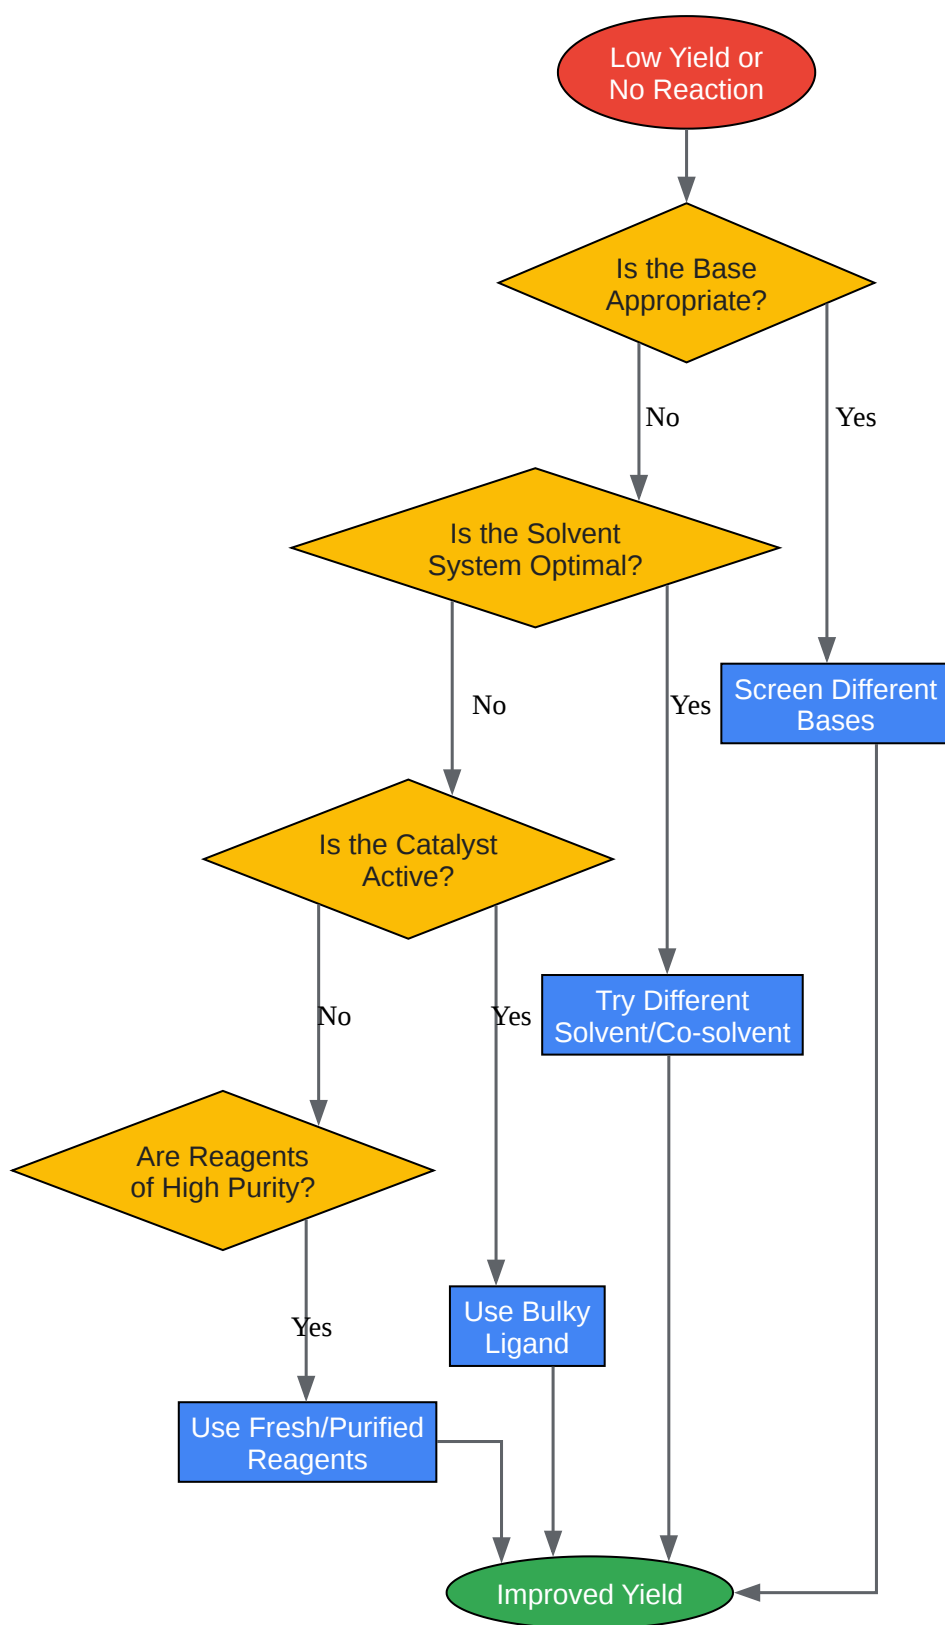 Low Yield or
No Reaction
Is the Base
Appropriate?
No
Yes
Is the Solvent
System Optimal?
No
Yes
Screen Different
Bases
Is the Catalyst
Active?
No
Yes
Try Different
Solvent/Co-solvent
Are Reagents
of High Purity?
Yes
Use Bulky
Ligand
Use Fresh/Purified
Reagents
Improved Yield